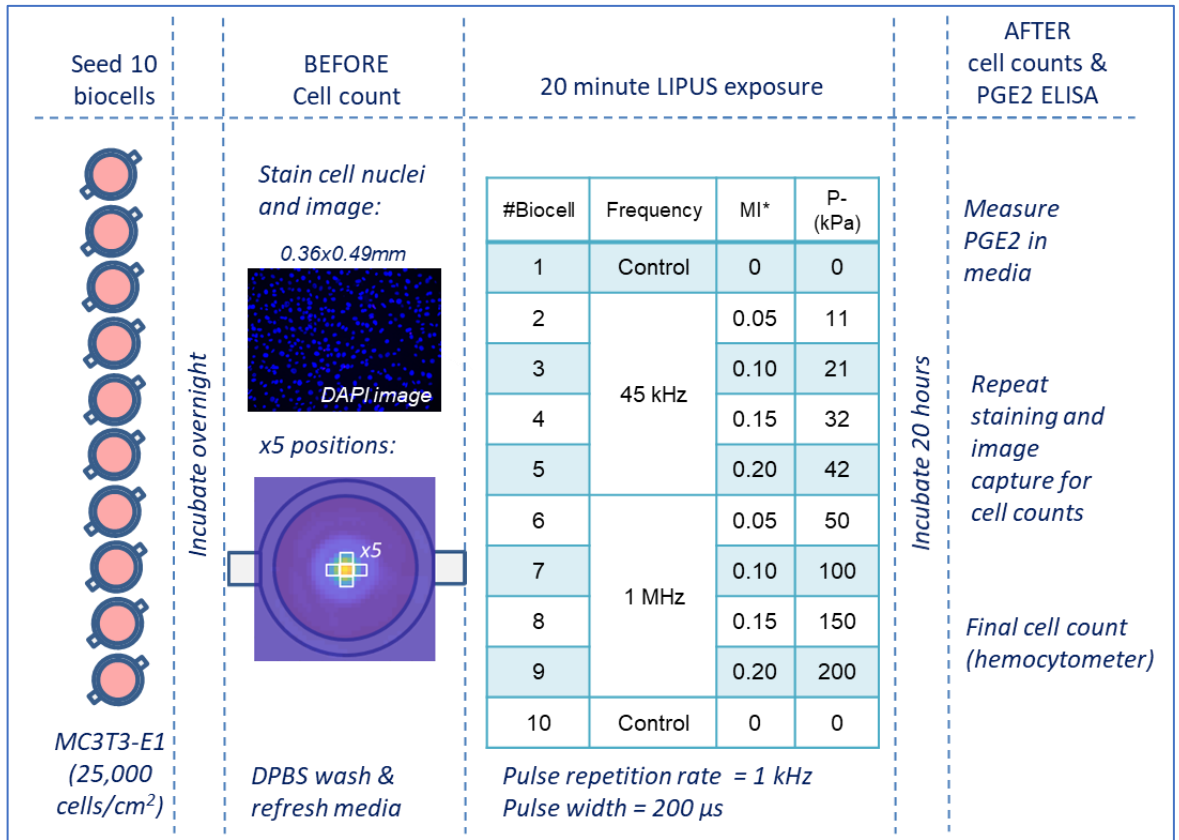 Seed 10
biocells
BEFORE
Cell count
20 minute LIPUS exposure
AFTER
cell counts &
PGE2 ELISA
MC3T3-E1
(25,000
cells/cm²)
Incubate overnight
Stain cell nuclei
and image:
0.36x0.49mm
DAPI image
x5 positions:
x5
DPBS wash &
refresh media
#Biocell Frequency MI* P- (kPa)
1 Control 0 0
2 45 kHz 0.05 11
3 0.10 21
4 0.15 32
5 0.20 42
6 1 MHz 0.05 50
7 0.10 100
8 0.15 150
9 0.20 200
10 Control 0 0
Pulse repetition rate = 1 kHz
Pulse width = 200 µs
Incubate 20 hours
Measure
PGE2 in
media
Repeat
staining and
image
capture for
cell counts
Final cell count
(hemocytometer)